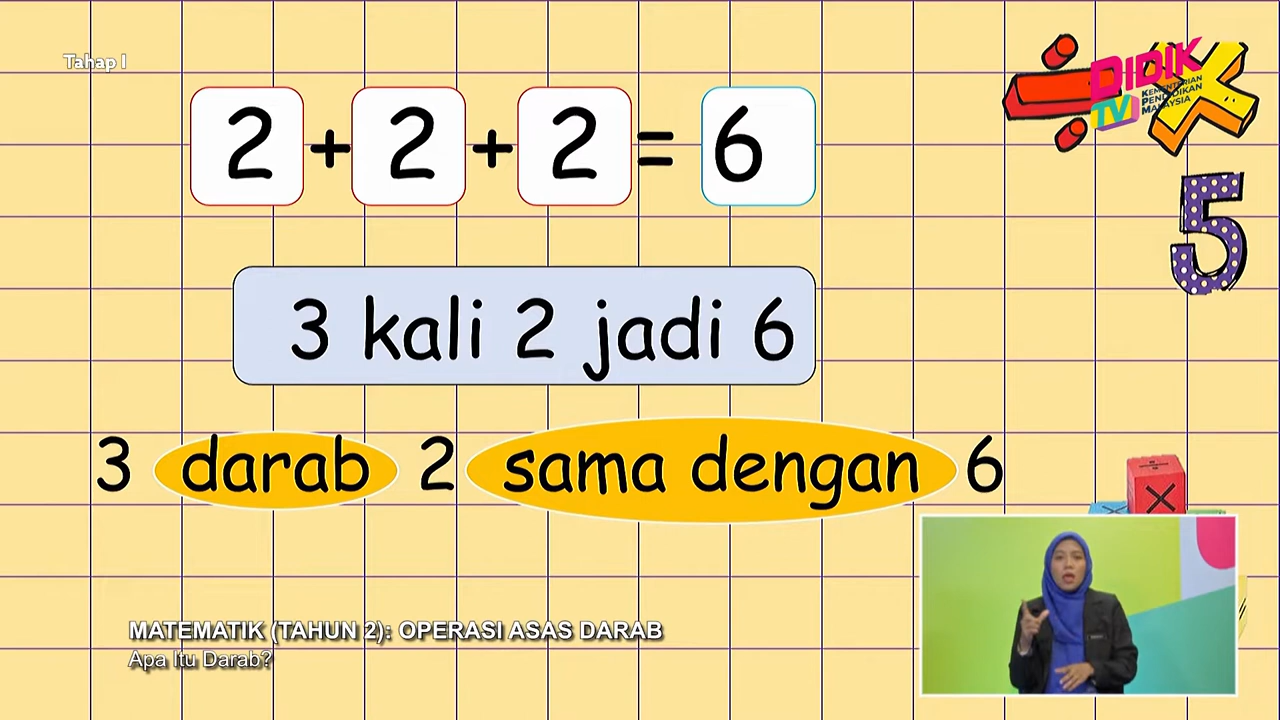 Tahap I
DIDIK
TV
KEMENTERIAN
PENDIDIKAN
MALAYSIA
2 + 2 + 2 = 6
5
3 kali 2 jadi 6
3 darab 2 sama dengan 6
MATEMATIK (TAHUN 2): OPERASI ASAS DARAB
Apa Itu Darab?